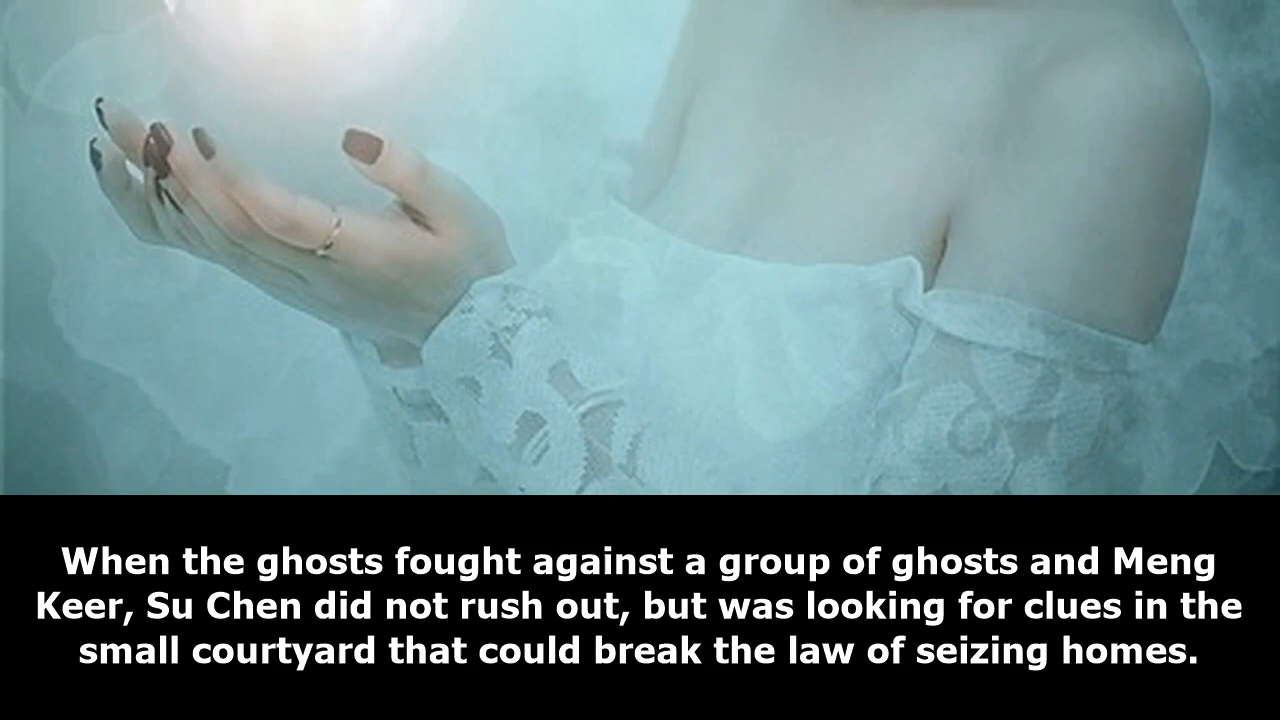 When the ghosts fought against a group of ghosts and Meng
Keer, Su Chen did not rush out, but was looking for clues in the
small courtyard that could break the law of seizing homes.